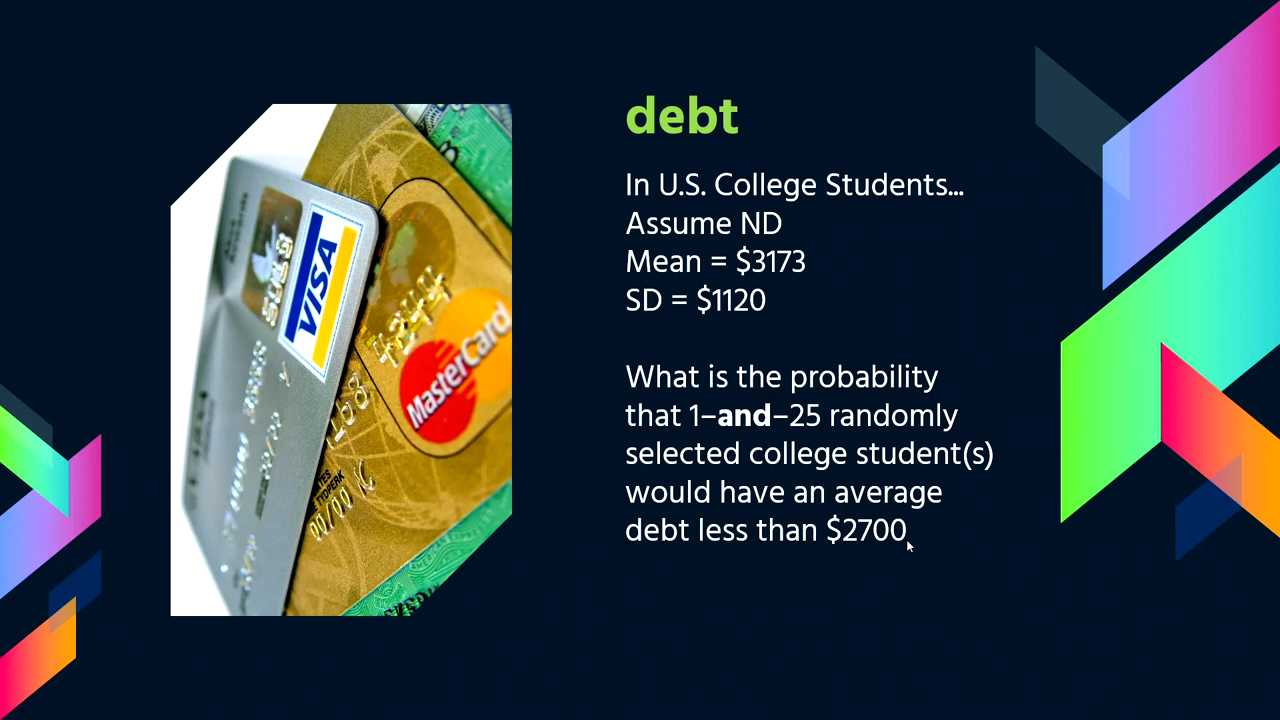 debt
In U.S. College Students...
Assume ND
Mean = $3173
SD = $1120
What is the probability
that 1–and–25 randomly
selected college student(s)
would have an average
debt less than $2700
VISA
MasterCard